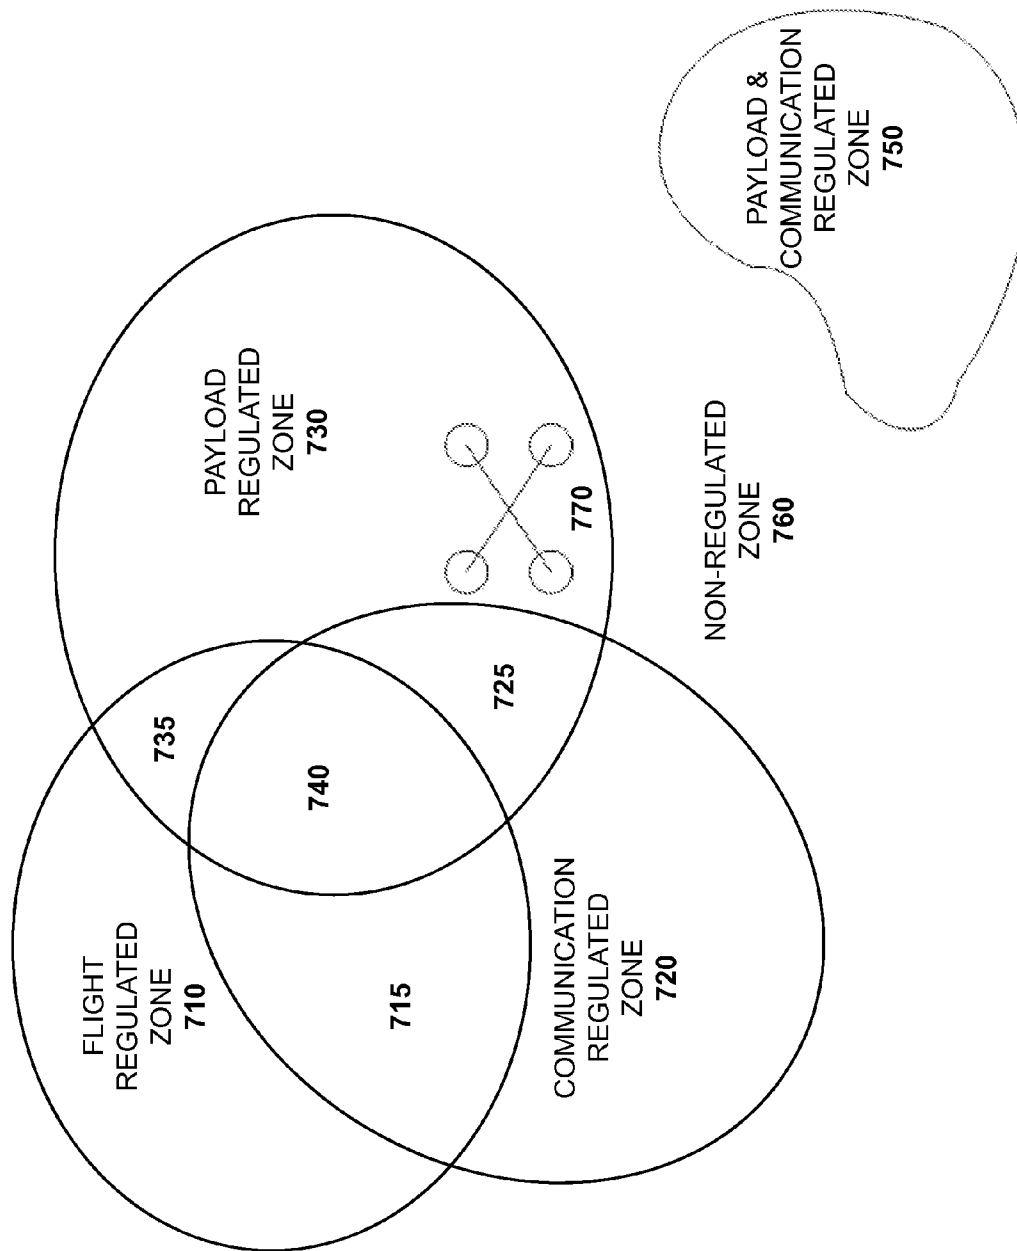 FLIGHT
REGULATED
ZONE
710
735
PAYLOAD
REGULATED
ZONE
730
740
715
725
770
COMMUNICATION
REGULATED
ZONE
720
NON-REGULATED
ZONE
760
PAYLOAD &
COMMUNICATION
REGULATED
ZONE
750